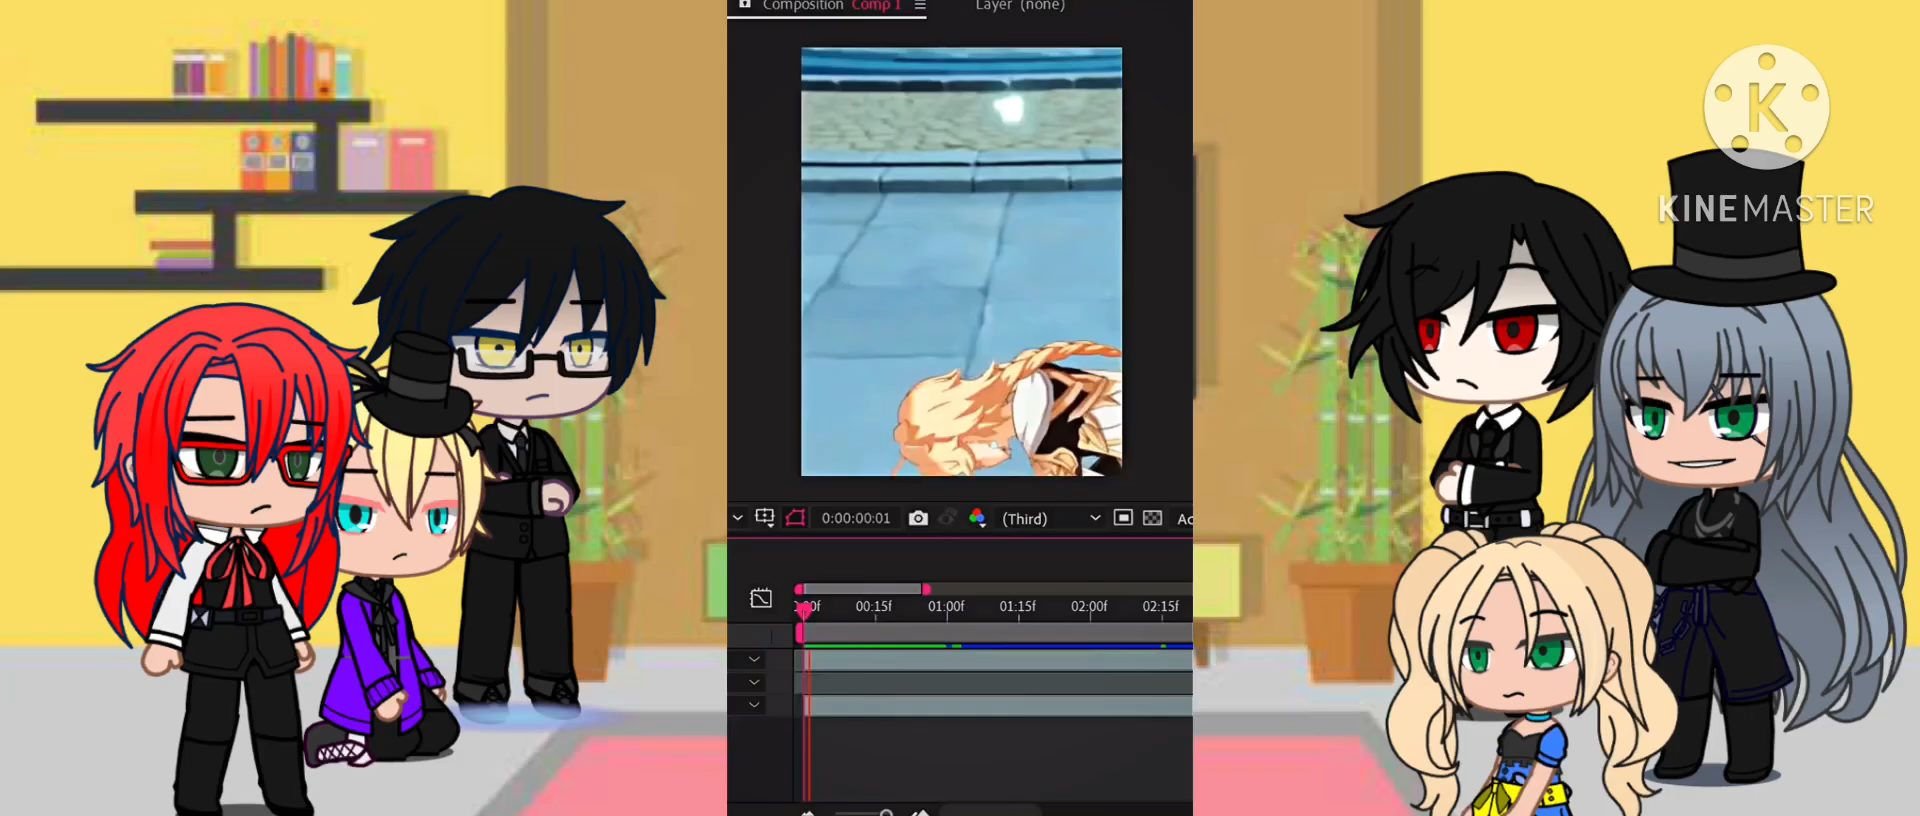 Composition Comp 1 Layer (none)
K
KINEMASTER
0:00:00:01 (Third)
00:15f 01:00f 01:15f 02:00f 02:15f